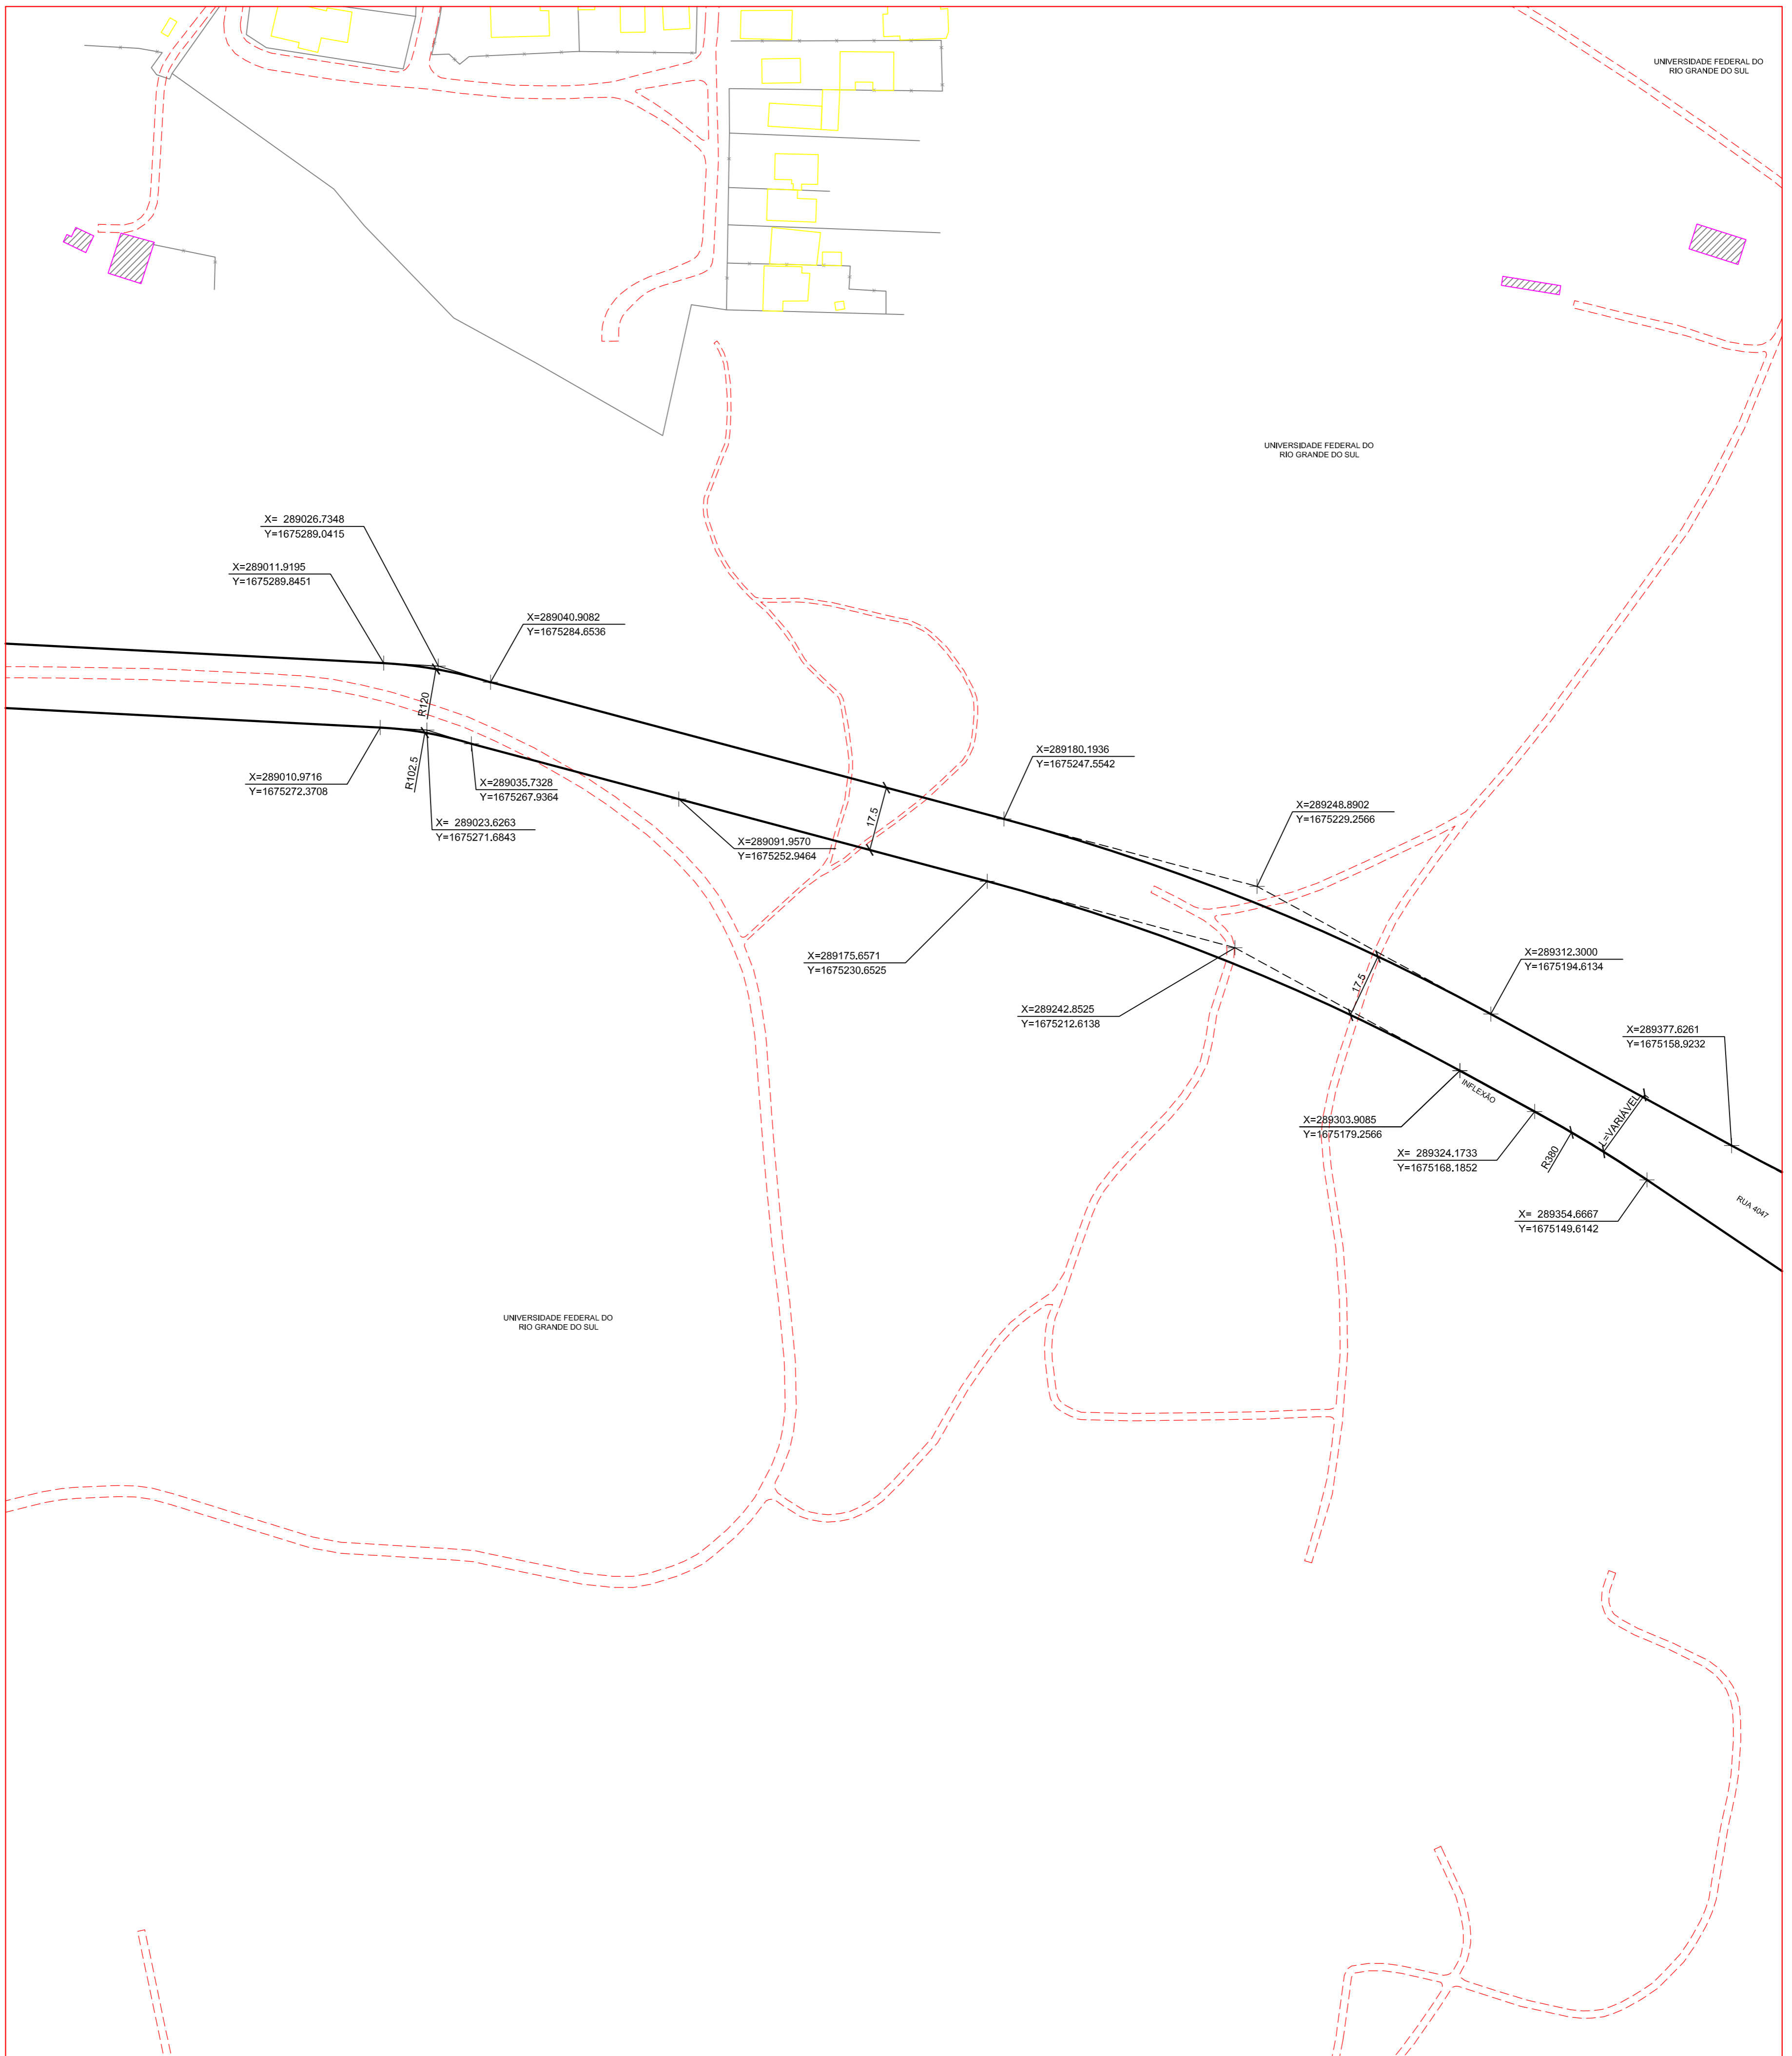 UNIVERSIDADE FEDERAL DO
RIO GRANDE DO SUL
UNIVERSIDADE FEDERAL DO
RIO GRANDE DO SUL
X= 289026.7348
Y=1675289.0415
X=289011.9195
Y=1675289.8451
X=289040.9082
Y=1675284.6536
R120
X=289010.9716
Y=1675272.3708
R102.5
X=289035.7328
Y=1675267.9364
X= 289023.6263
Y=1675271.6843
X=289091.9570
Y=1675252.9464
17.5
X=289180.1936
Y=1675247.5542
X=289248.8902
Y=1675229.2566
X=289175.6571
Y=1675230.6525
X=289242.8525
Y=1675212.6138
17.5
X=289312.3000
Y=1675194.6134
X=289377.6261
Y=1675158.9232
INFLEXÃO
X=289303.9085
Y=1675179.2566
L=VARIÁVEL
X= 289324.1733
Y=1675168.1852
R380
X= 289354.6667
Y=1675149.6142
RUA 4047
UNIVERSIDADE FEDERAL DO
RIO GRANDE DO SUL